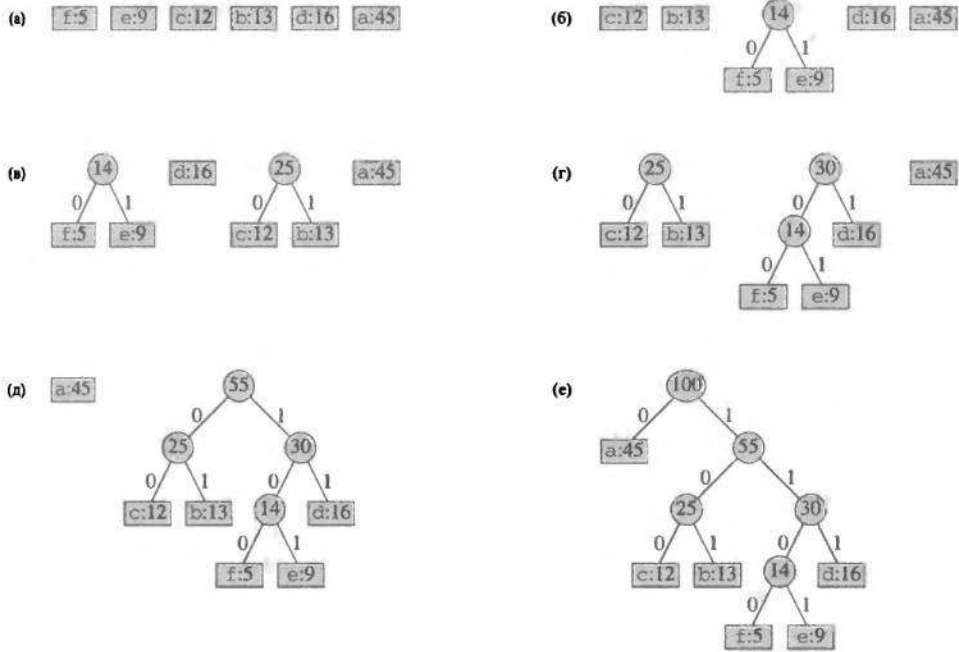 (а) f:5 e:9 c:12 b:13 d:16 a:45
(б) c:12 b:13 14 d:16 a:45
0 1
f:5 e:9
(в) 14 d:16 25 a:45
0 1 0 1
f:5 e:9 c:12 b:13
(г) 25 30 a:45
0 1 0 1
c:12 b:13 14 d:16
0 1
f:5 e:9
(д) a:45 55
0 1
25 30
0 1 0 1
c:12 b:13 14 d:16
0 1
f:5 e:9
(е) 100
0 1
a:45 55
0 1
25 30
0 1 0 1
c:12 b:13 14 d:16
0 1
f:5 e:9